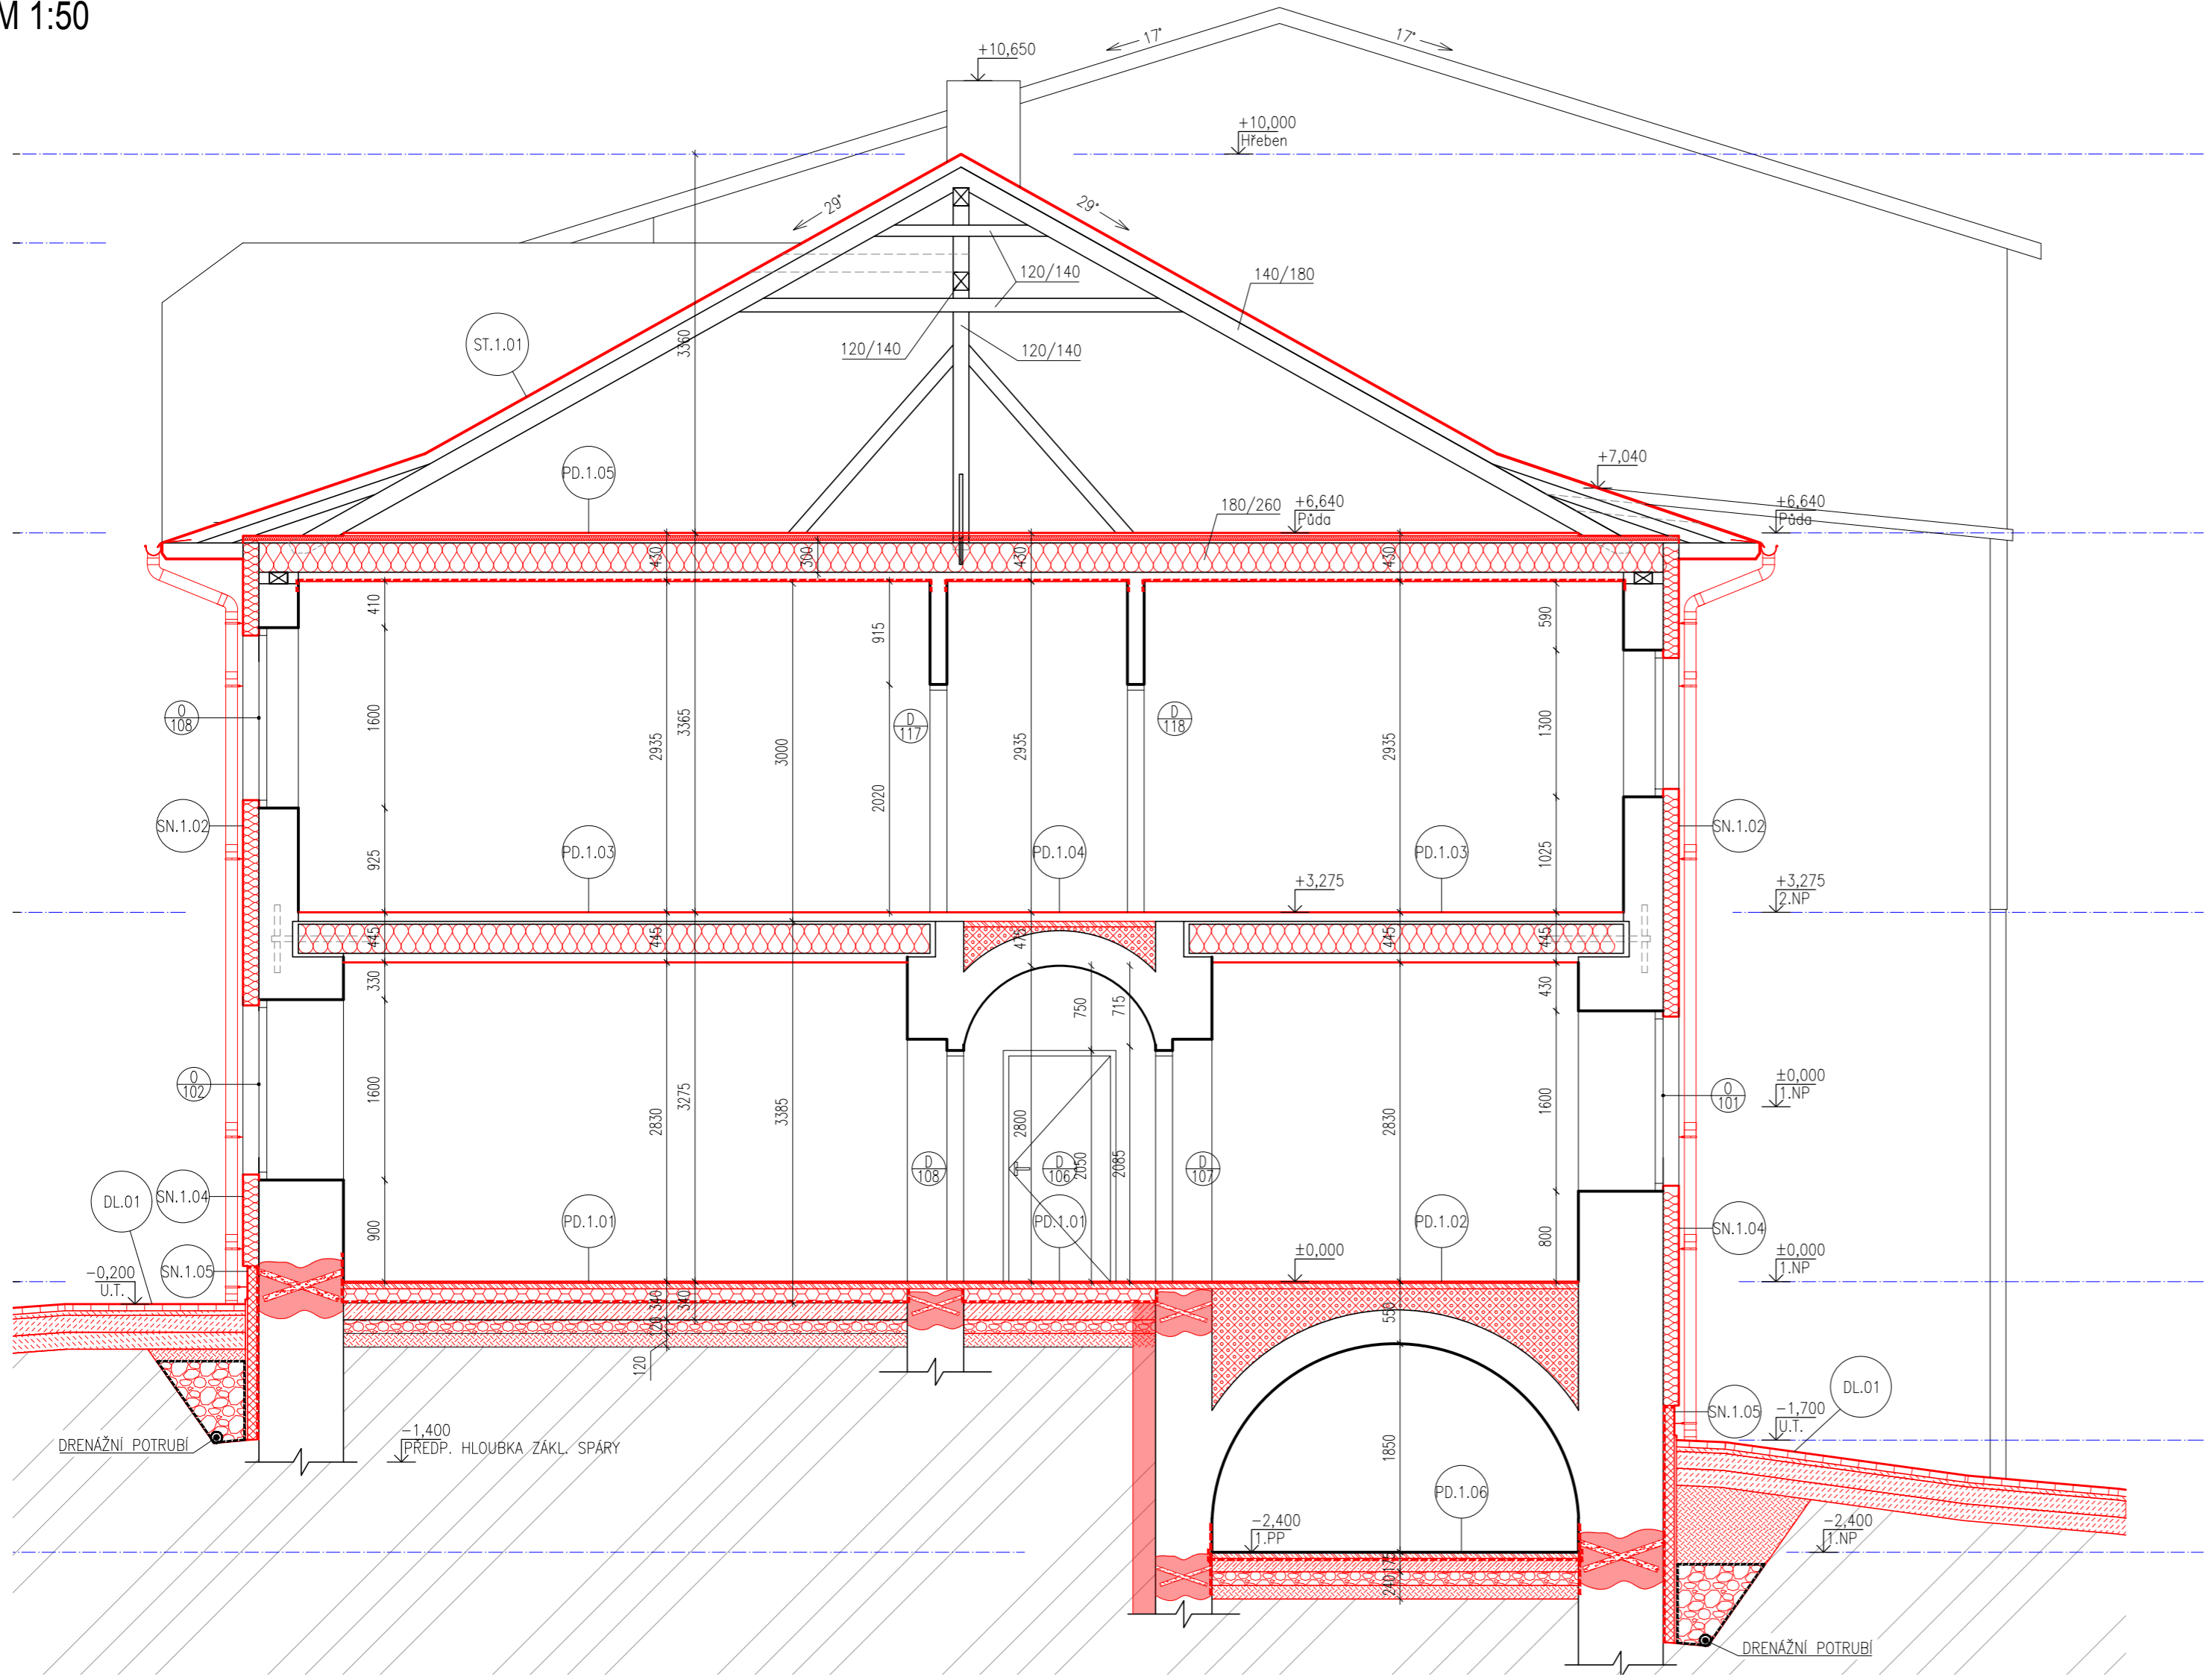 M 1:50
+10,650
17°
17°
+10,000
Hřeben
29°
29°
120/140
140/180
120/140
120/140
ST.1.01
3360
+7,040
PD.1.05
180/260
+6,640
Půda
+6,640
Půda
430
300
430
430
410
915
590
O
108
1600
2935
3365
3000
D
117
2935
D
118
2935
1300
2020
SN.1.02
925
PD.1.03
PD.1.04
PD.1.03
1025
SN.1.02
+3,275
+3,275
2.NP
445
445
475
445
445
330
430
750
715
O
102
1600
2830
3275
3385
2800
2050
2085
2830
1600
O
101
±0,000
1.NP
D
108
D
106
D
107
DL.01
SN.1.04
900
PD.1.01
PD.1.01
PD.1.02
800
SN.1.04
±0,000
±0,000
1.NP
-0,200
U.T.
SN.1.05
340
340
120
120
550
DL.01
SN.1.05
-1,700
U.T.
DRENÁŽNÍ POTRUBÍ
-1,400
PŘEDP. HLOUBKA ZÁKL. SPÁRY
1850
PD.1.06
-2,400
1.PP
-2,400
1.NP
175
240
DRENÁŽNÍ POTRUBÍ